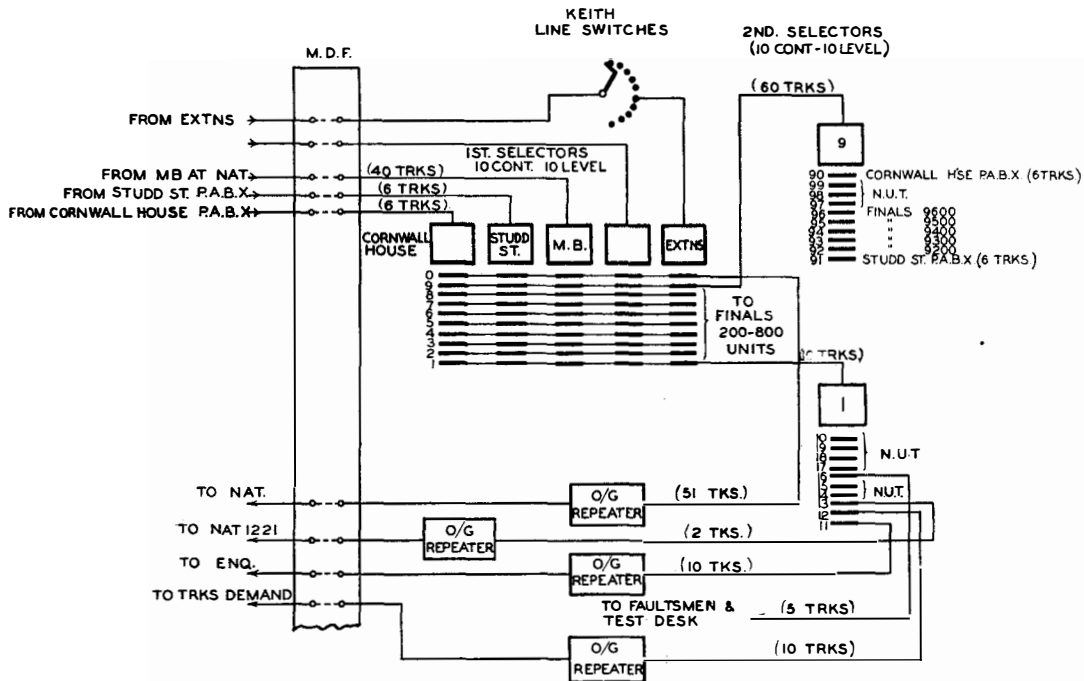 KEITH
LINE SWITCHES
2ND. SELECTORS
(10 CONT-10 LEVEL)
M.D.F.
(60 TRKS)
FROM EXTNS
9
1ST. SELECTORS
10 CONT. 10 LEVEL
FROM MB AT NAT.
(40 TRKS)
FROM STUDD ST. P.A.B.X.
(6 TRKS)
FROM CORNWALL HOUSE P.A.B.X.
(6 TRKS)
90 CORNWALL H'SE P.A.B.X. (6 TRKS)
99
98 N.U.T.
97
96 FINALS 9600
95 " 9500
94 " 9400
93 " 9300
92 " 9200
91 STUDD ST. P.A.B.X (6 TRKS)
CORNWALL
HOUSE
STUDD
ST.
M.B.
EXTNS
0
9
8
7
6
5
4
3
2
1
TO
FINALS
200-800
UNITS
TRKS)
1
10
19
18 N.U.T
17
16
15
14 N.U.T.
13
12
11
TO NAT.
O/G
REPEATER
(51 TKS.)
TO NAT 1221
O/G
REPEATER
(2 TKS.)
TO ENQ.
O/G
REPEATER
(10 TKS.)
TO TRKS DEMAND
TO FAULTSMEN &
TEST DESK
(5 TRKS)
O/G
REPEATER
(10 TRKS)